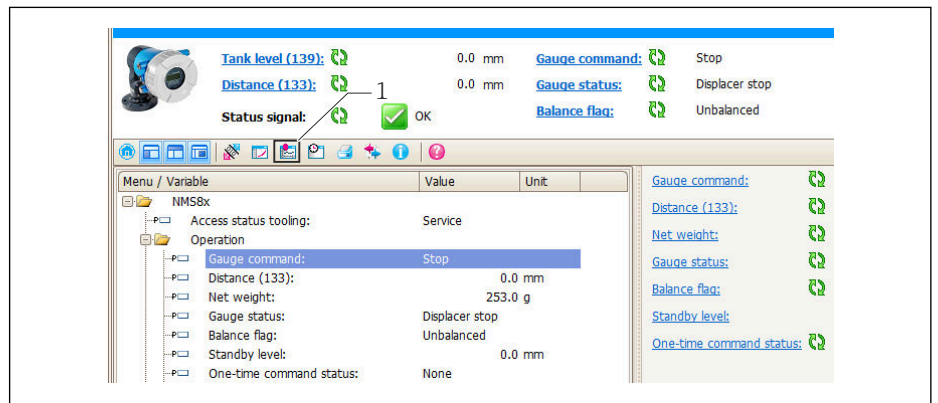 Tank level (139): 0.0 mm Gauge command: Stop
Distance (133): 0.0 mm Gauge status: Displacer stop
1
Status signal: OK Balance flag: Unbalanced
Menu / Variable Value Unit
NMS8x
Access status tooling: Service
Operation
Gauge command: Stop
Distance (133): 0.0 mm
Net weight: 253.0 g
Gauge status: Displacer stop
Balance flag: Unbalanced
Standby level: 0.0 mm
One-time command status: None
Gauge command:
Distance (133):
Net weight:
Gauge status:
Balance flag:
Standby level:
One-time command status: